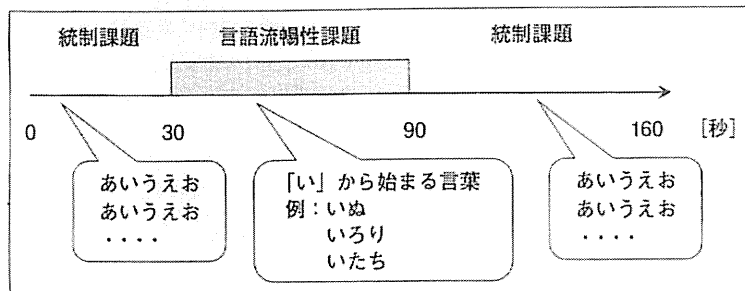 統制課題 言語流暢性課題 統制課題
0 30 90 160 [秒]
あいうえお
あいうえお
・・・・
「い」から始まる言葉
例：いぬ
いろり
いたち
あいうえお
あいうえお
・・・・